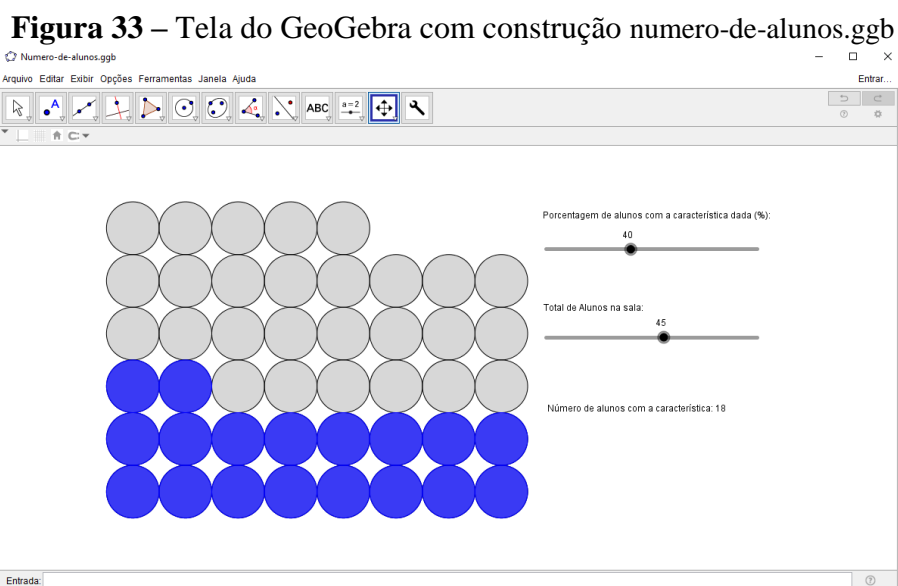 Figura 33 – Tela do GeoGebra com construção numero-de-alunos.ggb
Numero-de-alunos.ggb
Arquivo Editar Exibir Opções Ferramentas Janela Ajuda
Entrar...
ABC
a=2
Porcentagem de alunos com a característica dada (%):
40
Total de Alunos na sala:
45
Número de alunos com a característica: 18
Entrada: